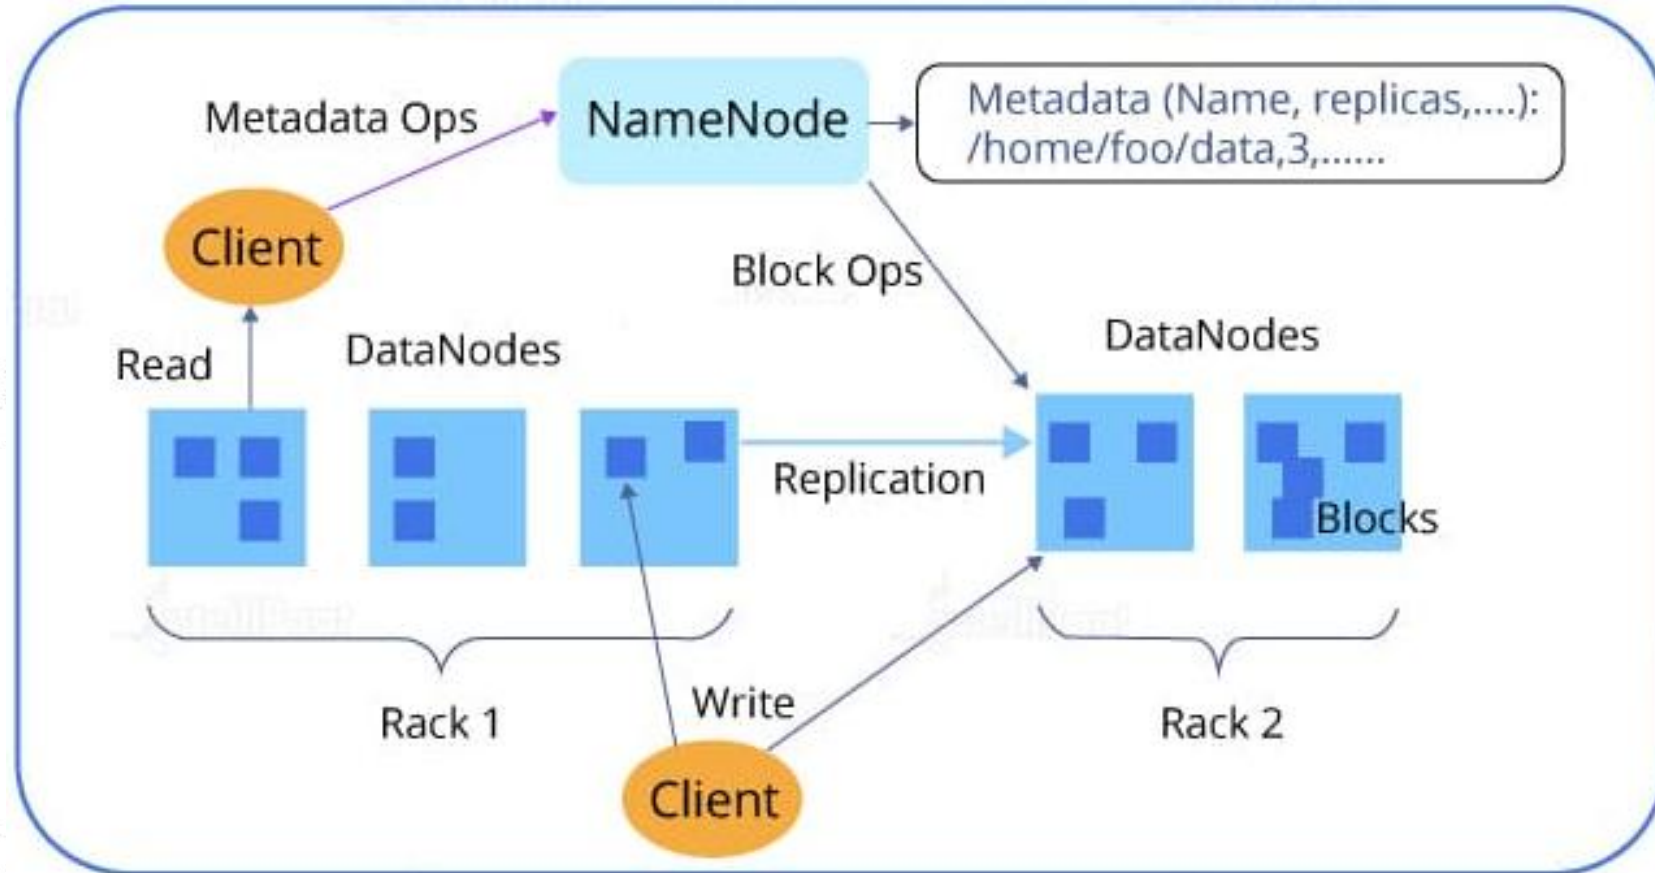 Metadata Ops
NameNode
Metadata (Name, replicas,....):
/home/foo/data,3,......
Client
Block Ops
Read
DataNodes
DataNodes
Replication
Blocks
Rack 1
Write
Rack 2
Client